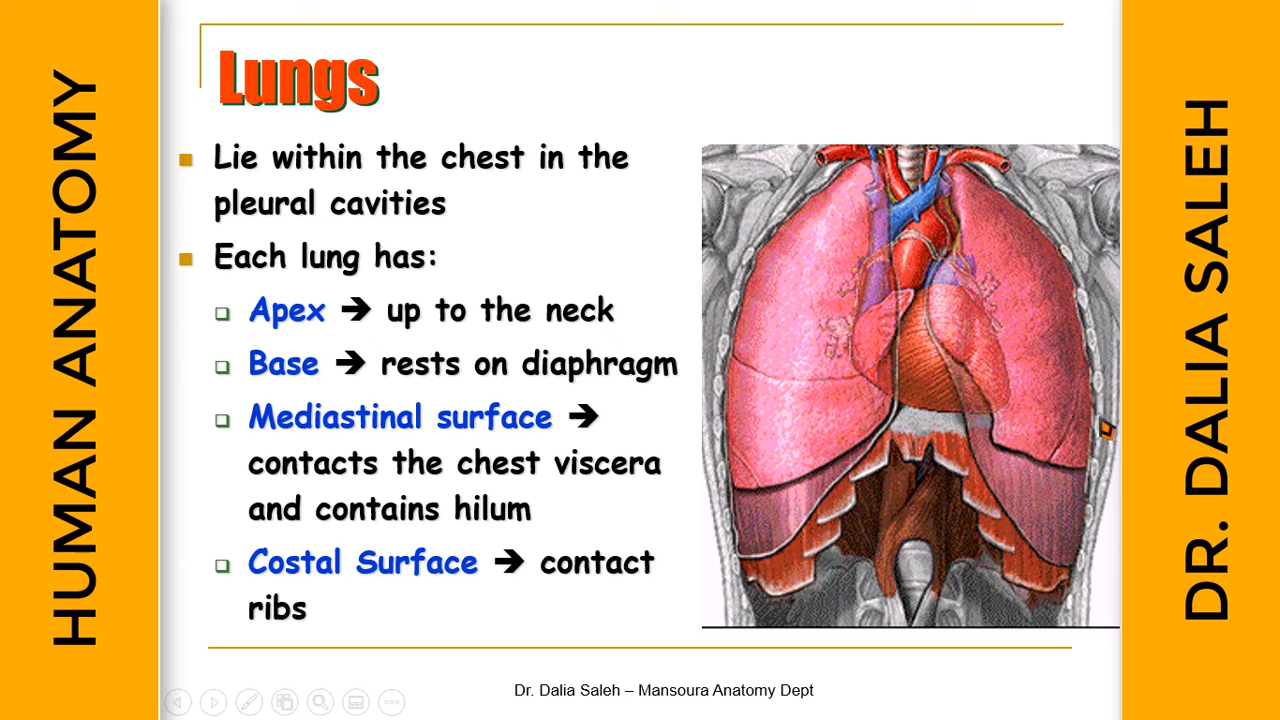 HUMAN ANATOMY
Lungs
Lie within the chest in the
pleural cavities
Each lung has:
Apex ➔ up to the neck
Base ➔ rests on diaphragm
Mediastinal surface ➔
contacts the chest viscera
and contains hilum
Costal Surface ➔ contact
ribs
4
Dr. Dalia Saleh – Mansoura Anatomy Dept
DR. DALIA SALEH